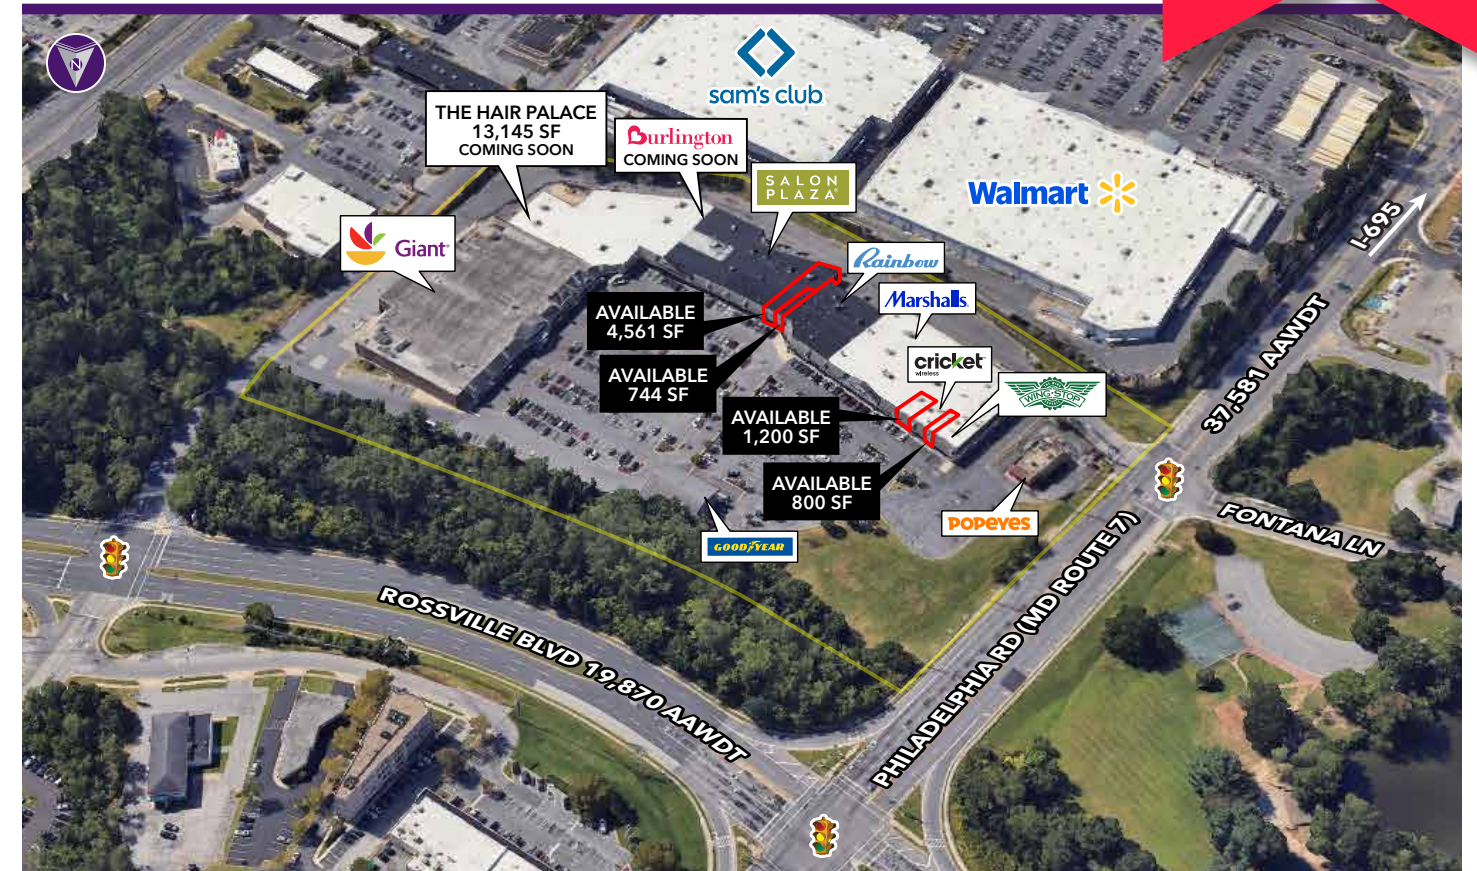 N
sam's club
THE HAIR PALACE
13,145 SF
COMING SOON
Burlington
COMING SOON
SALON
PLAZA
Walmart
Giant
Rainbow
Marshalls
I-695
AVAILABLE
4,561 SF
AVAILABLE
744 SF
cricket
wireless
WING·STOP
37,581 AAWDT
AVAILABLE
1,200 SF
AVAILABLE
800 SF
POPEYES
GOODYEAR
FONTANA LN
PHILADELPHIA RD (MD ROUTE 7)
ROSSVILLE BLVD 19,870 AAWDT